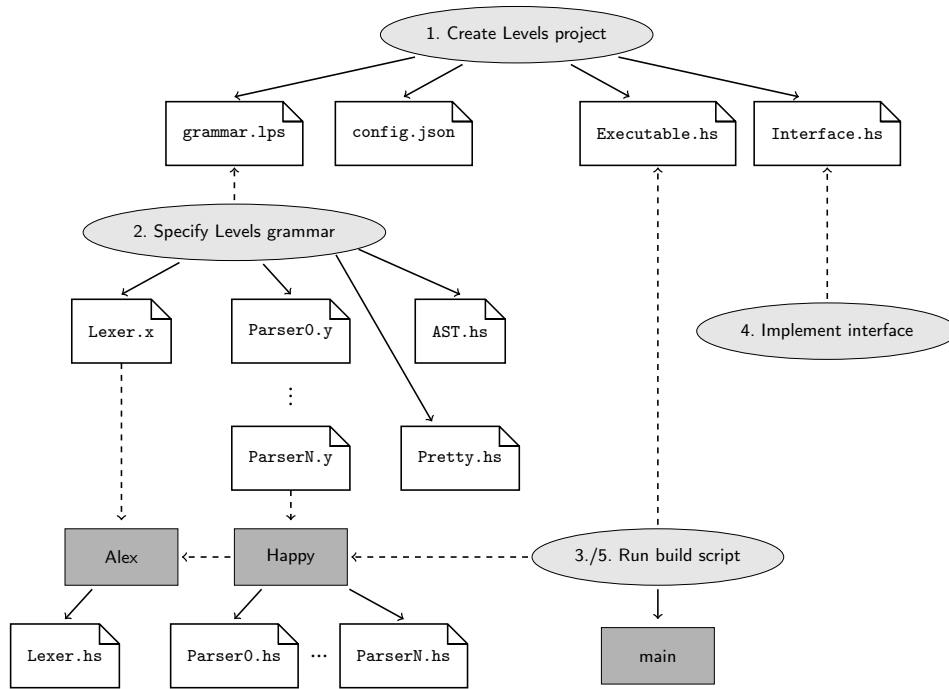 1. Create Levels project
grammar.lps
config.json
Executable.hs
Interface.hs
2. Specify Levels grammar
Lexer.x
Parser0.y
AST.hs
4. Implement interface
⋮
ParserN.y
Pretty.hs
Alex
Happy
3./5. Run build script
Lexer.hs
Parser0.hs
...
ParserN.hs
main